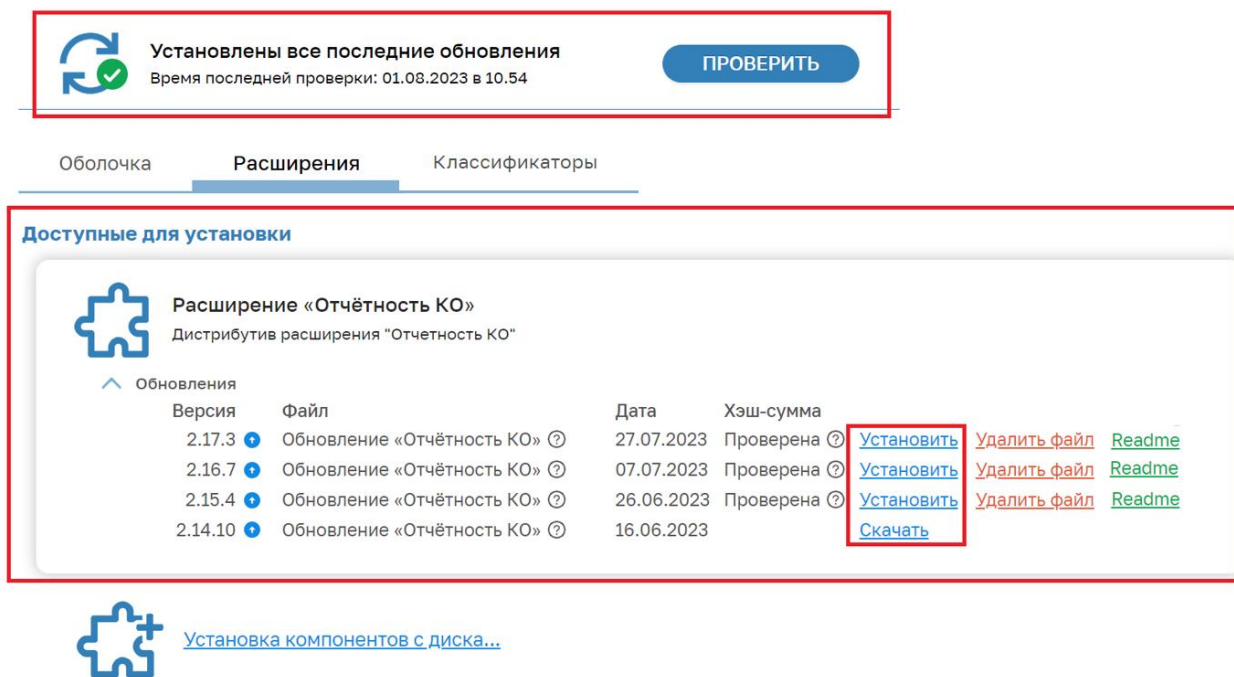 Установлены все последние обновления
Время последней проверки: 01.08.2023 в 10.54
ПРОВЕРИТЬ
Оболочка Расширения Классификаторы
Доступные для установки
Расширение «Отчётность КО»
Дистрибутив расширения "Отчетность КО"
Обновления
Версия Файл Дата Хэш-сумма
2.17.3 Обновление «Отчётность КО» 27.07.2023 Проверена Установить Удалить файл Readme
2.16.7 Обновление «Отчётность КО» 07.07.2023 Проверена Установить Удалить файл Readme
2.15.4 Обновление «Отчётность КО» 26.06.2023 Проверена Установить Удалить файл Readme
2.14.10 Обновление «Отчётность КО» 16.06.2023 Скачать
Установка компонентов с диска...